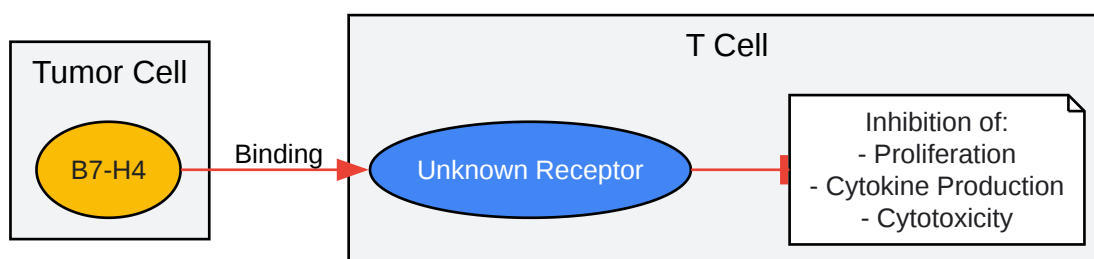 Tumor Cell
B7-H4
Binding
T Cell
Unknown Receptor
Inhibition of:
- Proliferation
- Cytokine Production
- Cytotoxicity